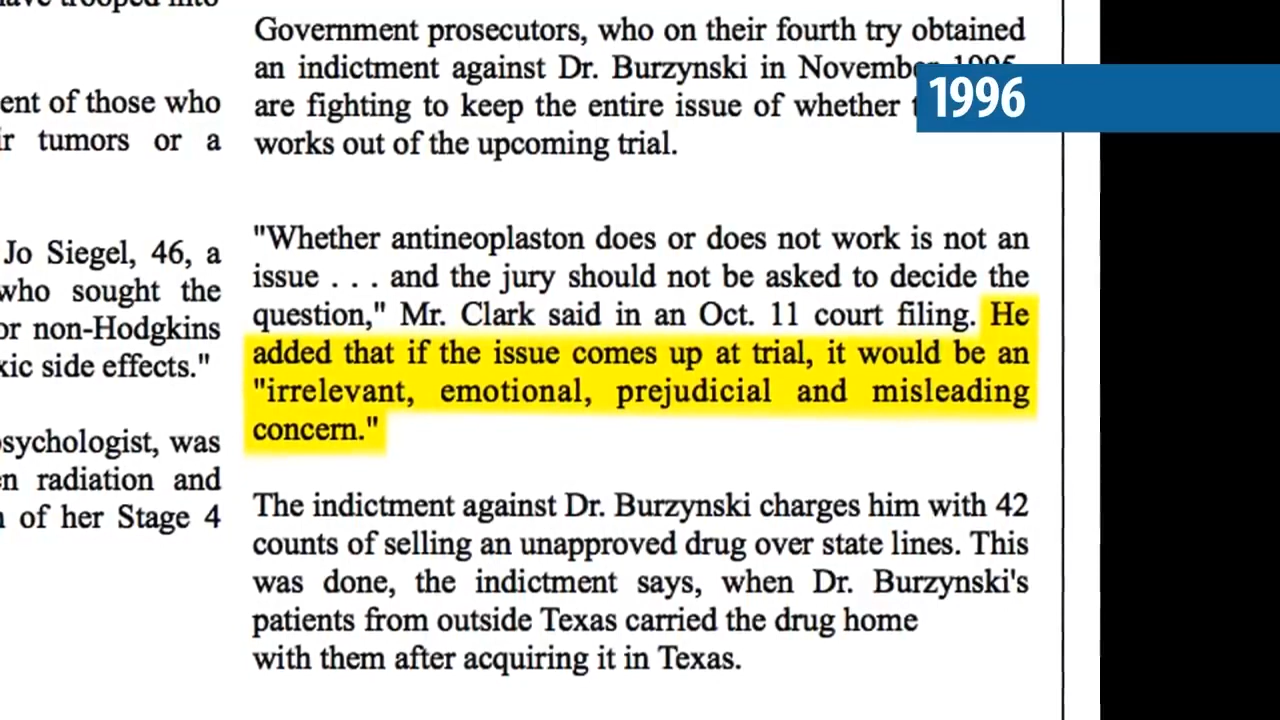 ent of those who
ir tumors or a
Jo Siegel, 46, a
who sought the
or non-Hodgkins
xic side effects."
psychologist, was
en radiation and
of her Stage 4
Government prosecutors, who on their fourth try obtained
an indictment against Dr. Burzynski in November 1995,
are fighting to keep the entire issue of whether
works out of the upcoming trial.
"Whether antineoplaston does or does not work is not an
issue . . . and the jury should not be asked to decide the
question," Mr. Clark said in an Oct. 11 court filing. He
added that if the issue comes up at trial, it would be an
"irrelevant, emotional, prejudicial and misleading
concern."
The indictment against Dr. Burzynski charges him with 42
counts of selling an unapproved drug over state lines. This
was done, the indictment says, when Dr. Burzynski's
patients from outside Texas carried the drug home
with them after acquiring it in Texas.
1996